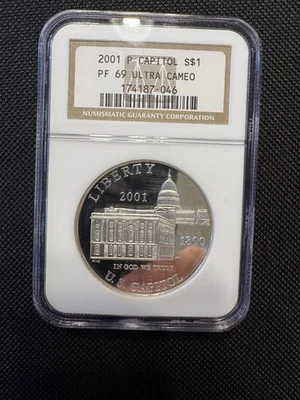 2001 P CAPITOL S$1
PF 69 ULTRA CAMEO
174187-046
NUMISMATIC GUARANTY CORPORATION
LIBERTY
2001
1800
IN GOD WE TRUST
U.S. CAPITOL